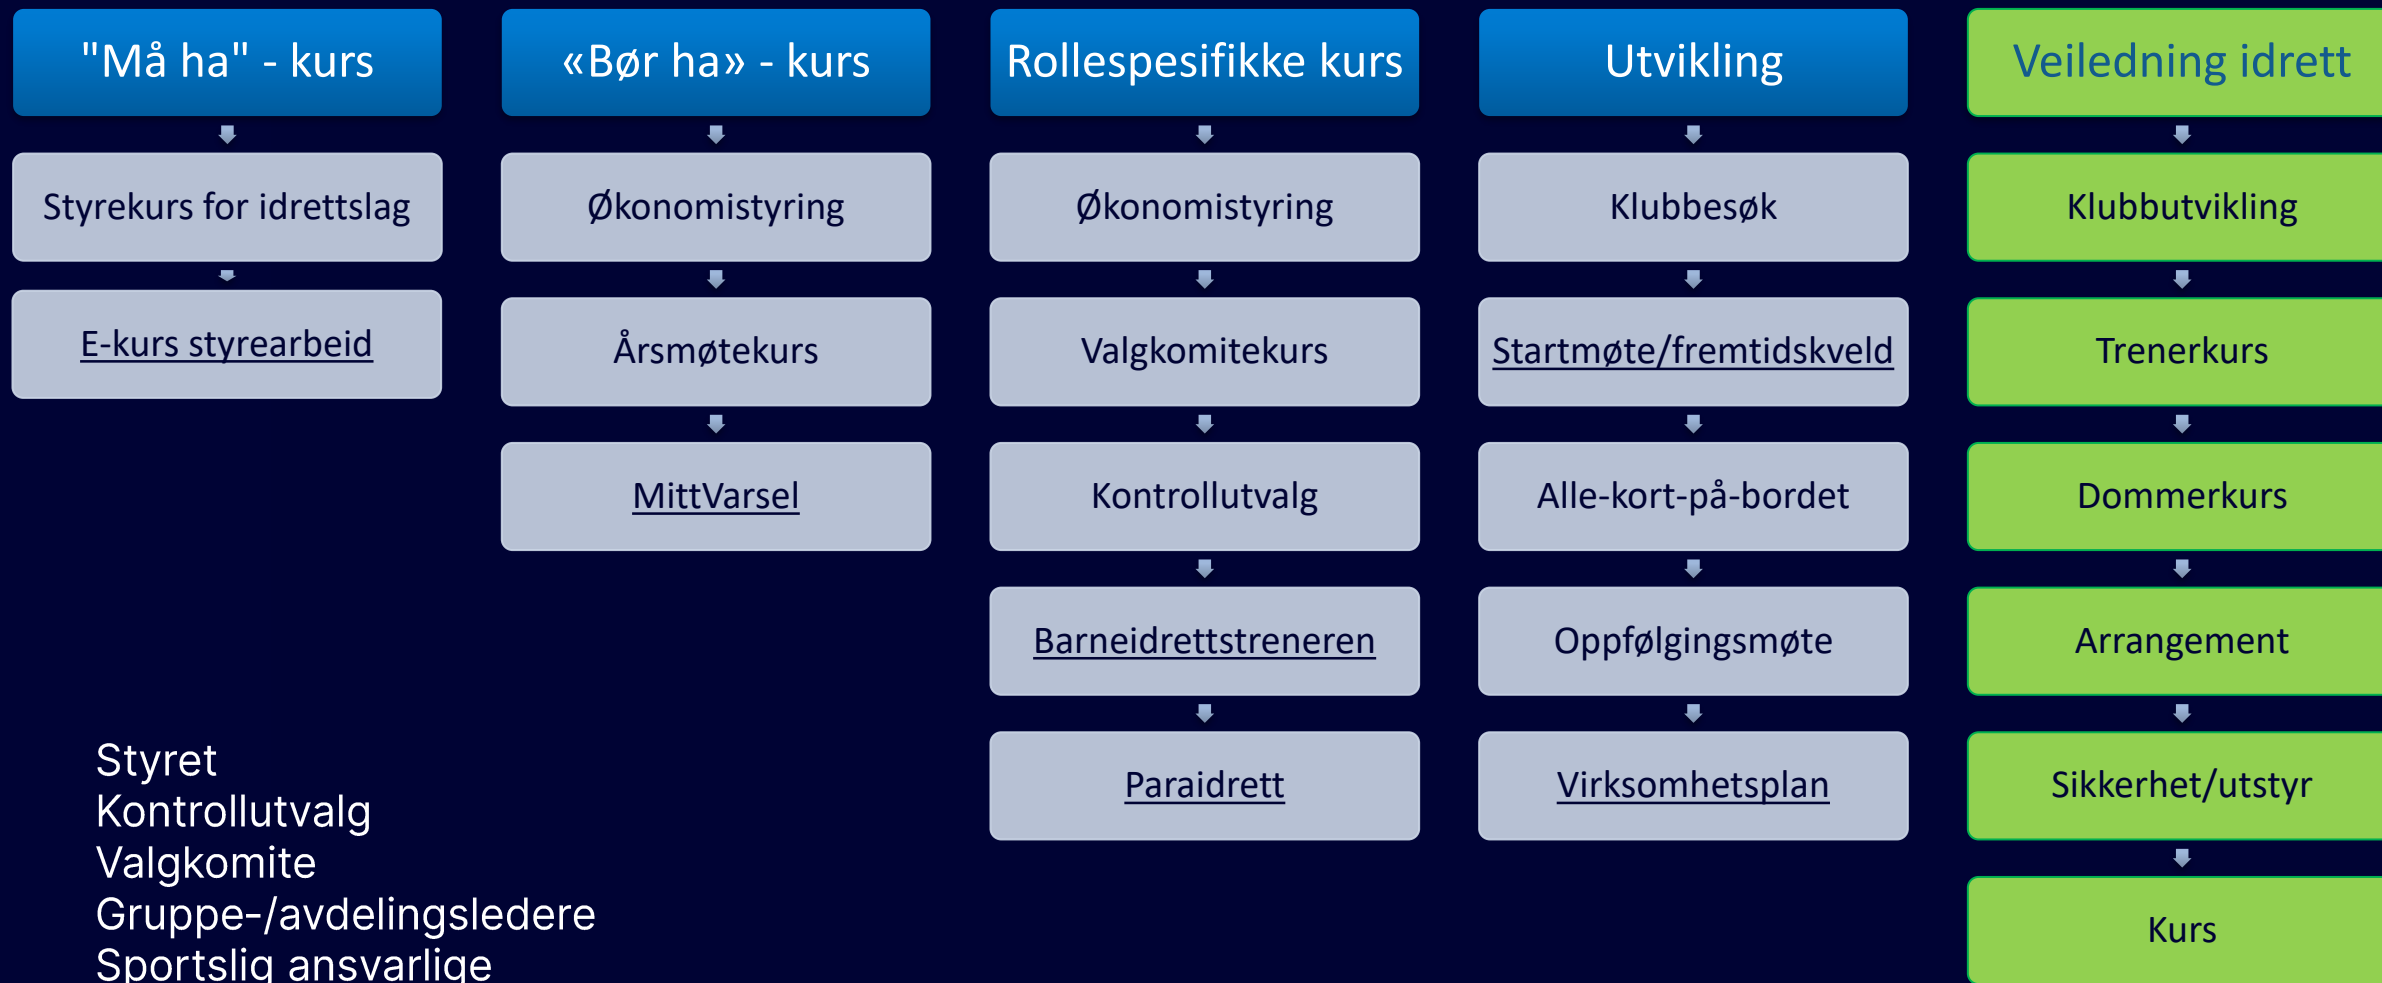 "Må ha" - kurs
Styrekurs for idrettslag
E-kurs styrearbeid
«Bør ha» - kurs
Økonomistyring
Årsmøtekurs
MittVarsel
Rollespesifikke kurs
Økonomistyring
Valgkomitekurs
Kontrollutvalg
Barneidrettstreneren
Paraidrett
Utvikling
Klubbesøk
Startmøte/fremtidskveld
Alle-kort-på-bordet
Oppfølgingsmøte
Virksomhetsplan
Veiledning idrett
Klubbutvikling
Trenerkurs
Dommerkurs
Arrangement
Sikkerhet/utstyr
Kurs
Styret
Kontrollutvalg
Valgkomite
Gruppe-/avdelingsledere
Sportslig ansvarlige